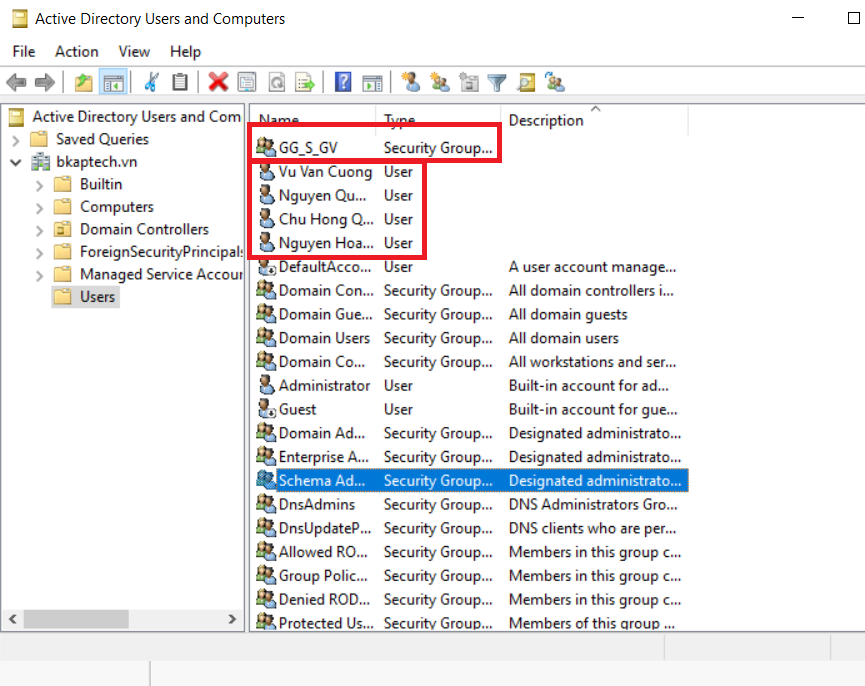 Active Directory Users and Computers
File Action View Help
Active Directory Users and Com
Saved Queries
bkaptech.vn
Builtin
Computers
Domain Controllers
ForeignSecurityPrincipals
Managed Service Accour
Users
Name Type Description
GG_S_GV Security Group...
Vu Van Cuong User
Nguyen Qu... User
Chu Hong Q... User
Nguyen Hoa... User
DefaultAcco... User A user account manage...
Domain Con... Security Group... All domain controllers i...
Domain Gue... Security Group... All domain guests
Domain Users Security Group... All domain users
Domain Co... Security Group... All workstations and ser...
Administrator User Built-in account for ad...
Guest User Built-in account for gue...
Domain Ad... Security Group... Designated administrato...
Enterprise A... Security Group... Designated administrato...
Schema Ad... Security Group... Designated administrato...
DnsAdmins Security Group... DNS Administrators Gro...
DnsUpdateP... Security Group... DNS clients who are per...
Allowed RO... Security Group... Members in this group c...
Group Polic... Security Group... Members in this group c...
Denied ROD... Security Group... Members in this group c...
Protected Us... Security Group... Members of this group ...